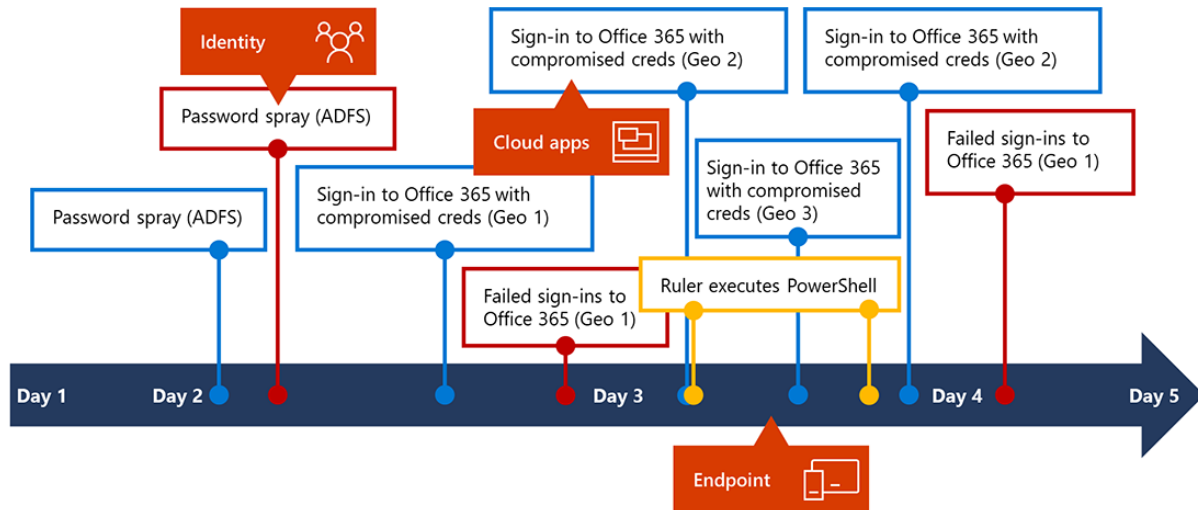 Identity
Password spray (ADFS)
Sign-in to Office 365 with
compromised creds (Geo 2)
Sign-in to Office 365 with
compromised creds (Geo 2)
Cloud apps
Failed sign-ins to
Office 365 (Geo 1)
Password spray (ADFS)
Sign-in to Office 365 with
compromised creds (Geo 1)
Sign-in to Office 365
with compromised
creds (Geo 3)
Failed sign-ins to
Office 365 (Geo 1)
Ruler executes PowerShell
Day 1
Day 2
Day 3
Day 4
Day 5
Endpoint